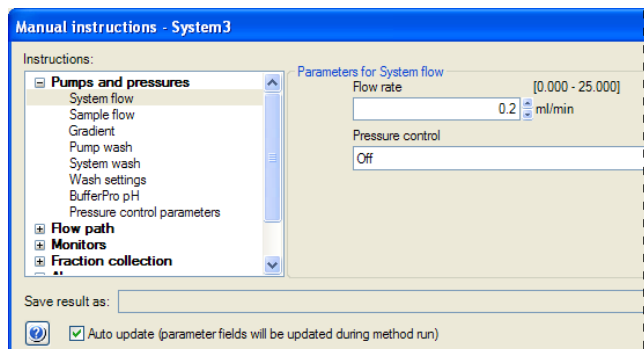 Manual instructions - System3
Instructions:
Pumps and pressures
System flow
Sample flow
Gradient
Pump wash
System wash
Wash settings
BufferPro pH
Pressure control parameters
Flow path
Monitors
Fraction collection
Parameters for System flow
Flow rate [0.000 - 25.000]
0.2 ml/min
Pressure control
Off
Save result as:
Auto update (parameter fields will be updated during method run)